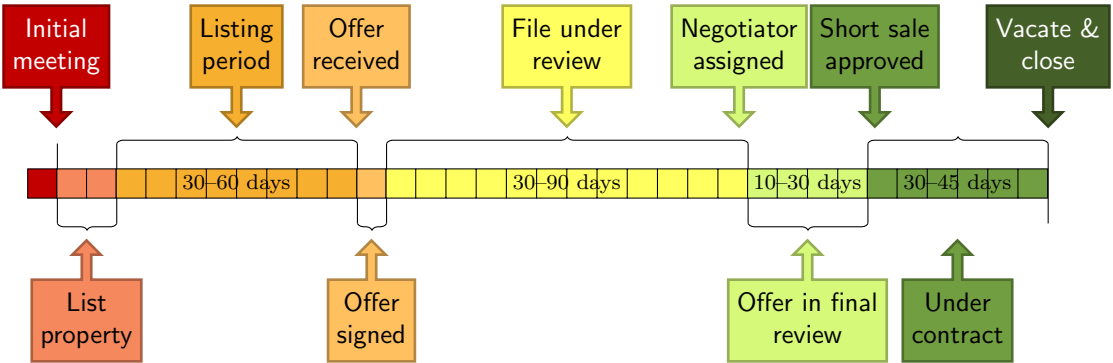 Initial
meeting
Listing
period
Offer
received
File under
review
Negotiator
assigned
Short sale
approved
Vacate &
close
30–60 days
30–90 days
10–30 days
30–45 days
List
property
Offer
signed
Offer in final
review
Under
contract